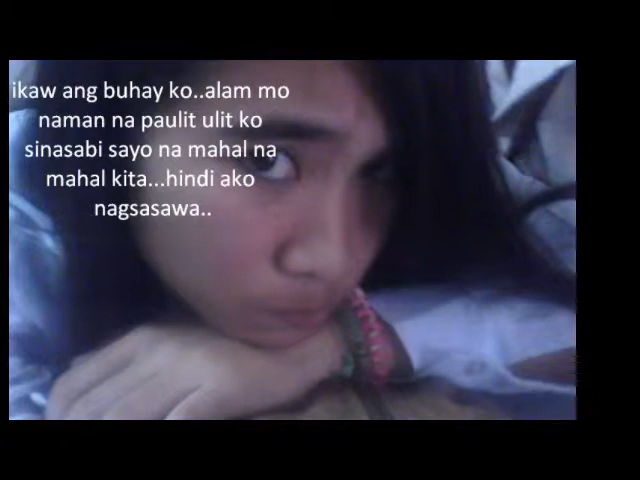 ikaw ang buhay ko..alam mo
naman na paulit ulit ko
sinasabi sayo na mahal na
mahal kita...hindi ako
nagsasawa..